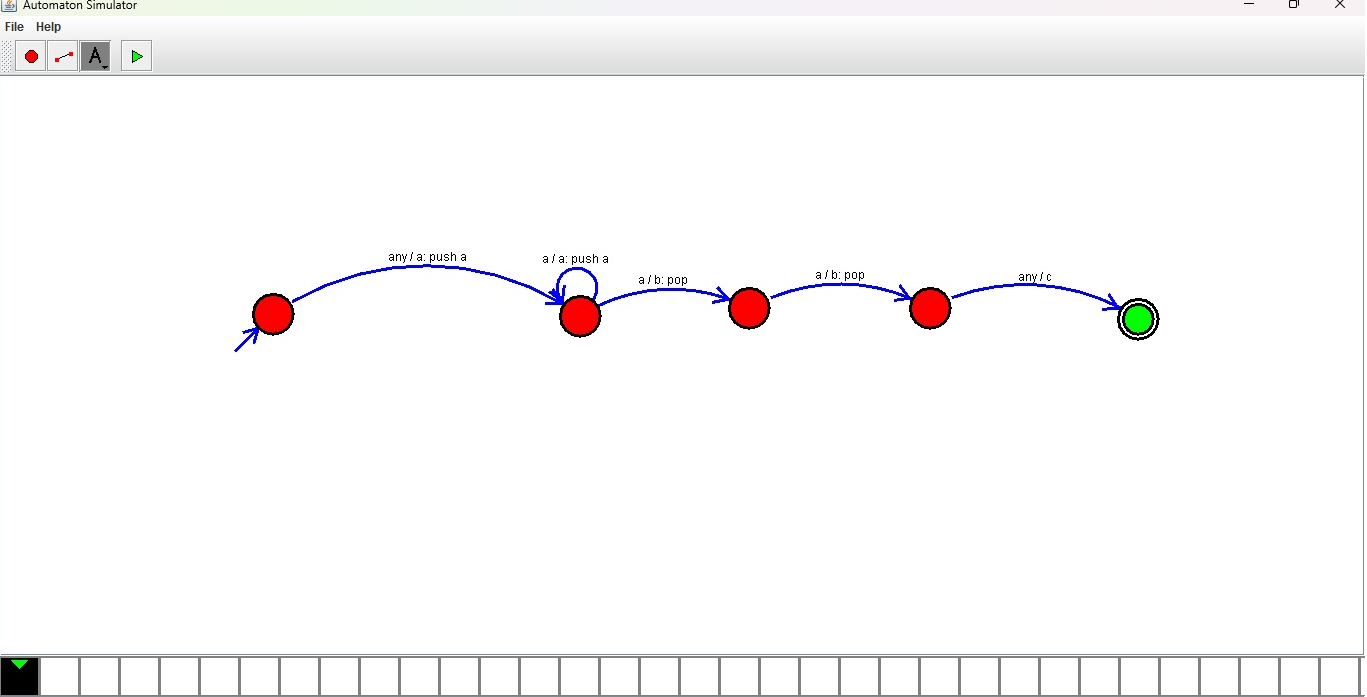 Automaton Simulator
File Help
A
any / a: push a
a / a: push a
a / b: pop
a / b: pop
any / c